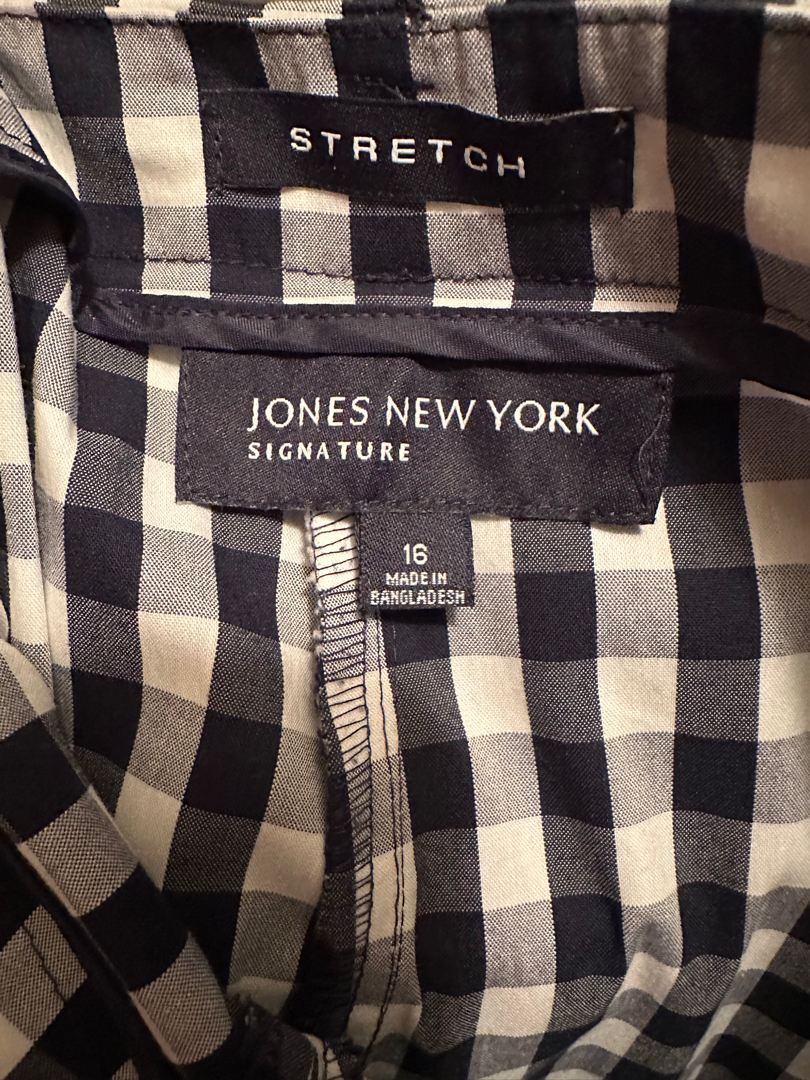 STRETCH
JONES NEW YORK
SIGNATURE
16
MADE IN
BANGLADESH